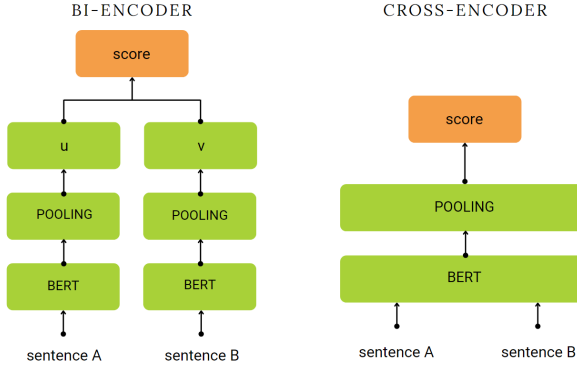 BI-ENCODER
score
u v
POOLING POOLING
BERT BERT
sentence A sentence B
CROSS-ENCODER
score
POOLING
BERT
sentence A sentence B